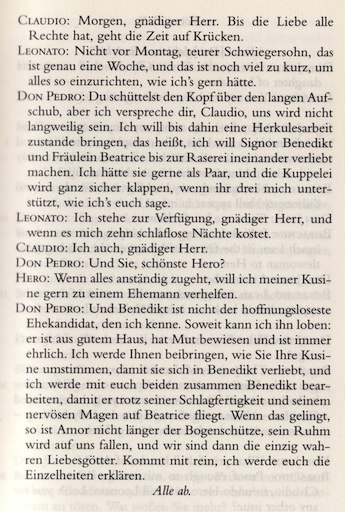 CLAUDIO: Morgen, gnädiger Herr. Bis die Liebe alle
Rechte hat, geht die Zeit auf Krücken.
LEONATO: Nicht vor Montag, teurer Schwiegersohn, das
ist genau eine Woche, und das ist noch viel zu kurz, um
alles so einzurichten, wie ich's gern hätte.
DON PEDRO: Du schüttelst den Kopf über den langen Auf-
schub, aber ich verspreche dir, Claudio, uns wird nicht
langweilig sein. Ich will bis dahin eine Herkulesarbeit
zustande bringen, das heißt, ich will Signor Benedikt
und Fräulein Beatrice bis zur Raserei ineinander verliebt
machen. Ich hätte sie gerne als Paar, und die Kuppelei
wird ganz sicher klappen, wenn ihr drei mich unter-
stützt, wie ich's euch sage.
LEONATO: Ich stehe zur Verfügung, gnädiger Herr, und
wenn es mich zehn schlaflose Nächte kostet.
CLAUDIO: Ich auch, gnädiger Herr.
DON PEDRO: Und Sie, schönste Hero?
HERO: Wenn alles anständig zugeht, will ich meiner Kusi-
ne gern zu einem Ehemann verhelfen.
DON PEDRO: Und Benedikt ist nicht der hoffnungsloseste
Ehekandidat, den ich kenne. Soweit kann ich ihn loben:
er ist aus gutem Haus, hat Mut bewiesen und ist immer
ehrlich. Ich werde Ihnen beibringen, wie Sie Ihre Kusi-
ne umstimmen, damit sie sich in Benedikt verliebt, und
ich werde mit euch beiden zusammen Benedikt bear-
beiten, damit er trotz seiner Schlagfertigkeit und seinem
nervösen Magen auf Beatrice fliegt. Wenn das gelingt,
so ist Amor nicht länger der Bogenschütze, sein Ruhm
wird auf uns fallen, und wir sind dann die einzig wah-
ren Liebesgötter. Kommt mit rein, ich werde euch die
Einzelheiten erklären.
Alle ab.